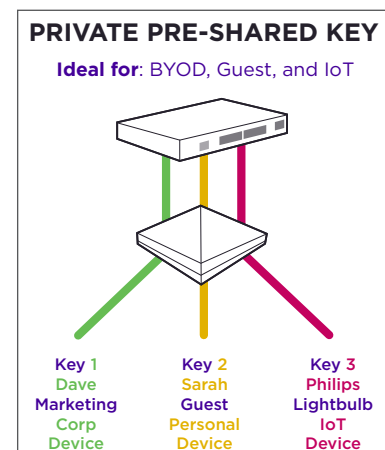 PRIVATE PRE-SHARED KEY
Ideal for: BYOD, Guest, and IoT
Key 1
Dave
Marketing
Corp
Device
Key 2
Sarah
Guest
Personal
Device
Key 3
Philips
Lightbulb
IoT
Device